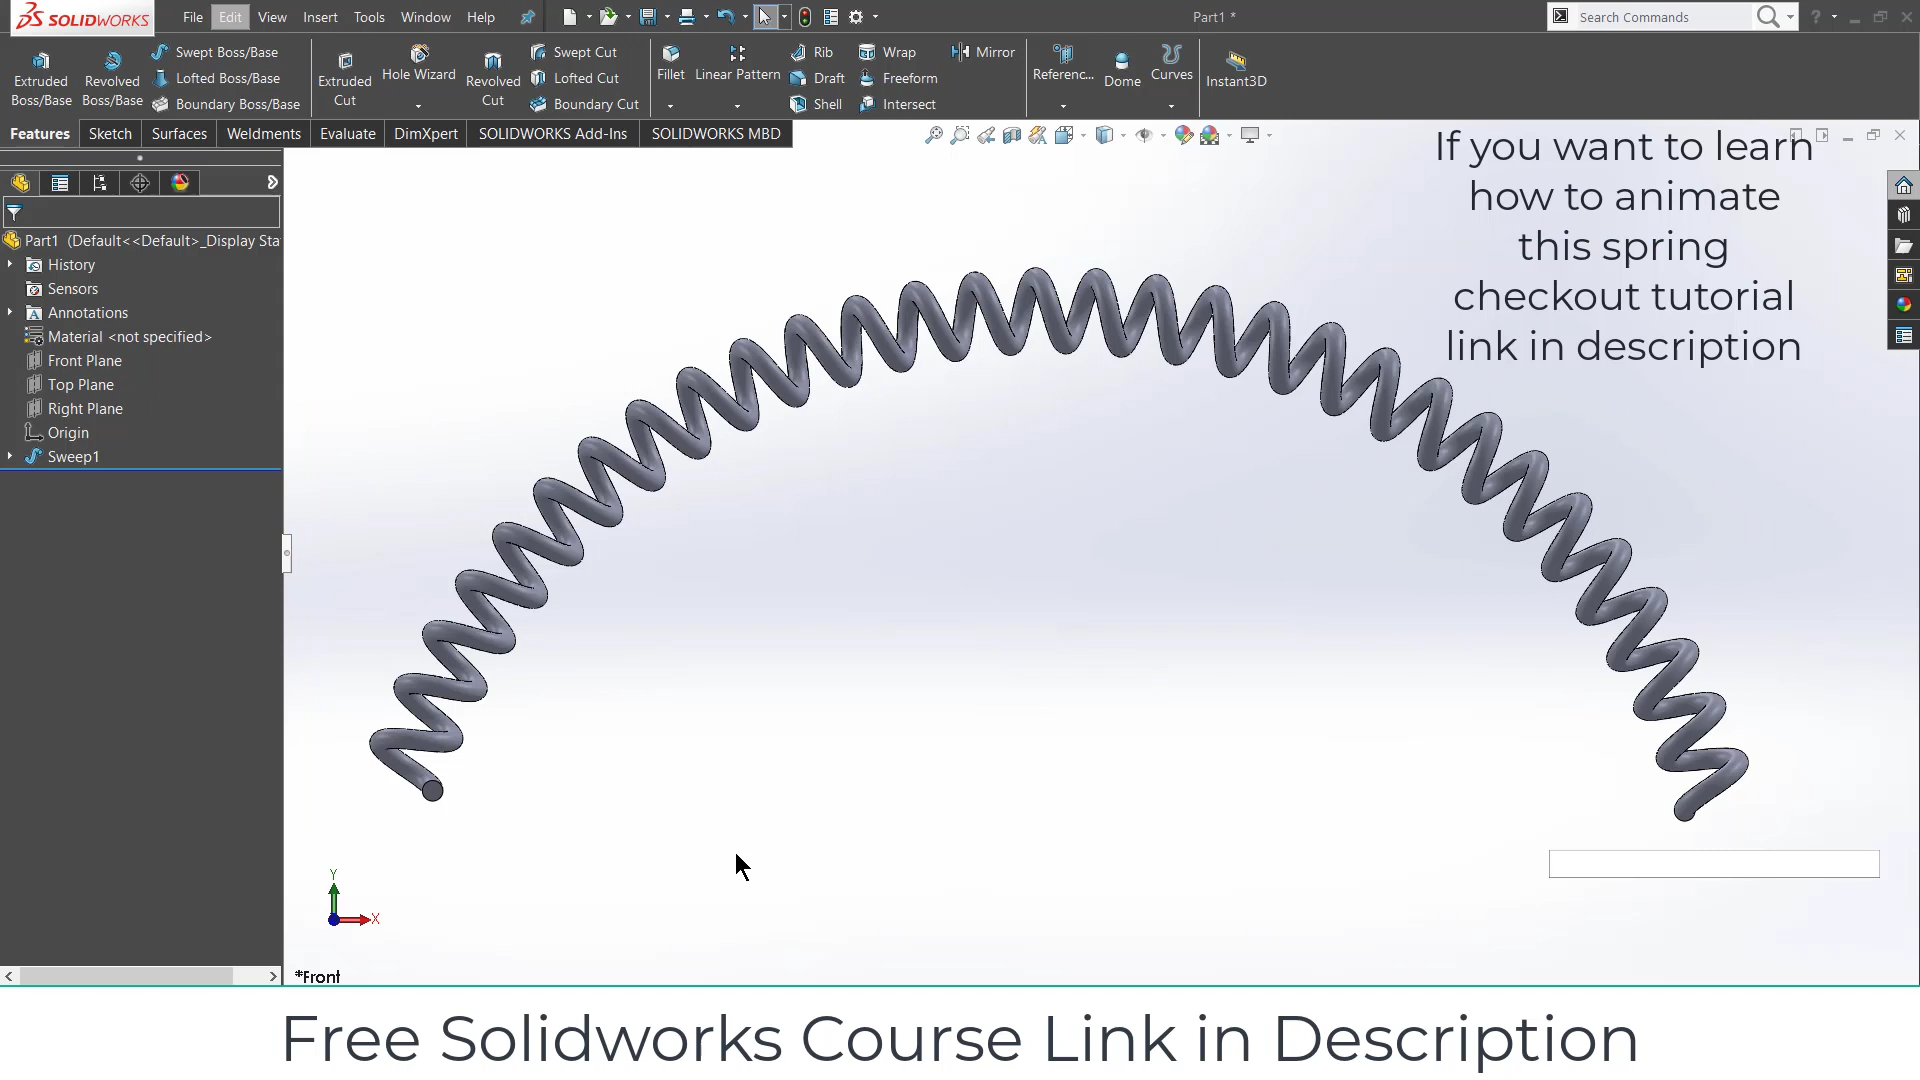 SOLIDWORKS File Edit View Insert Tools Window Help Part1 * Search Commands ?
Extruded Boss/Base
Revolved Boss/Base
Swept Boss/Base
Lofted Boss/Base
Boundary Boss/Base
Extruded Cut
Hole Wizard
Revolved Cut
Swept Cut
Lofted Cut
Boundary Cut
Fillet
Linear Pattern
Rib
Draft
Shell
Wrap
Freeform
Intersect
Mirror
Referenc...
Dome
Curves
Instant3D
Features Sketch Surfaces Weldments Evaluate DimXpert SOLIDWORKS Add-Ins SOLIDWORKS MBD
Part1 (Default<<Default>_Display Sta
History
Sensors
Annotations
Material <not specified>
Front Plane
Top Plane
Right Plane
Origin
Sweep1
If you want to learn
how to animate
this spring
checkout tutorial
link in description
Y
X
*Front
Free Solidworks Course Link in Description